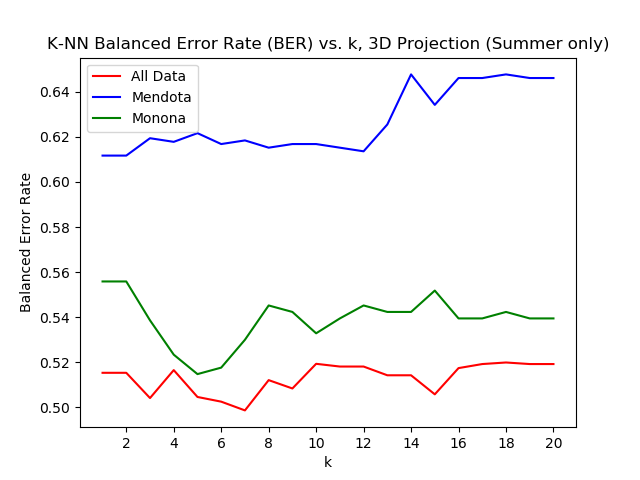 K-NN Balanced Error Rate (BER) vs. k, 3D Projection (Summer only)
All Data
Mendota
Monona
Balanced Error Rate
0.64
0.62
0.60
0.58
0.56
0.54
0.52
0.50
2 4 6 8 10 12 14 16 18 20
k